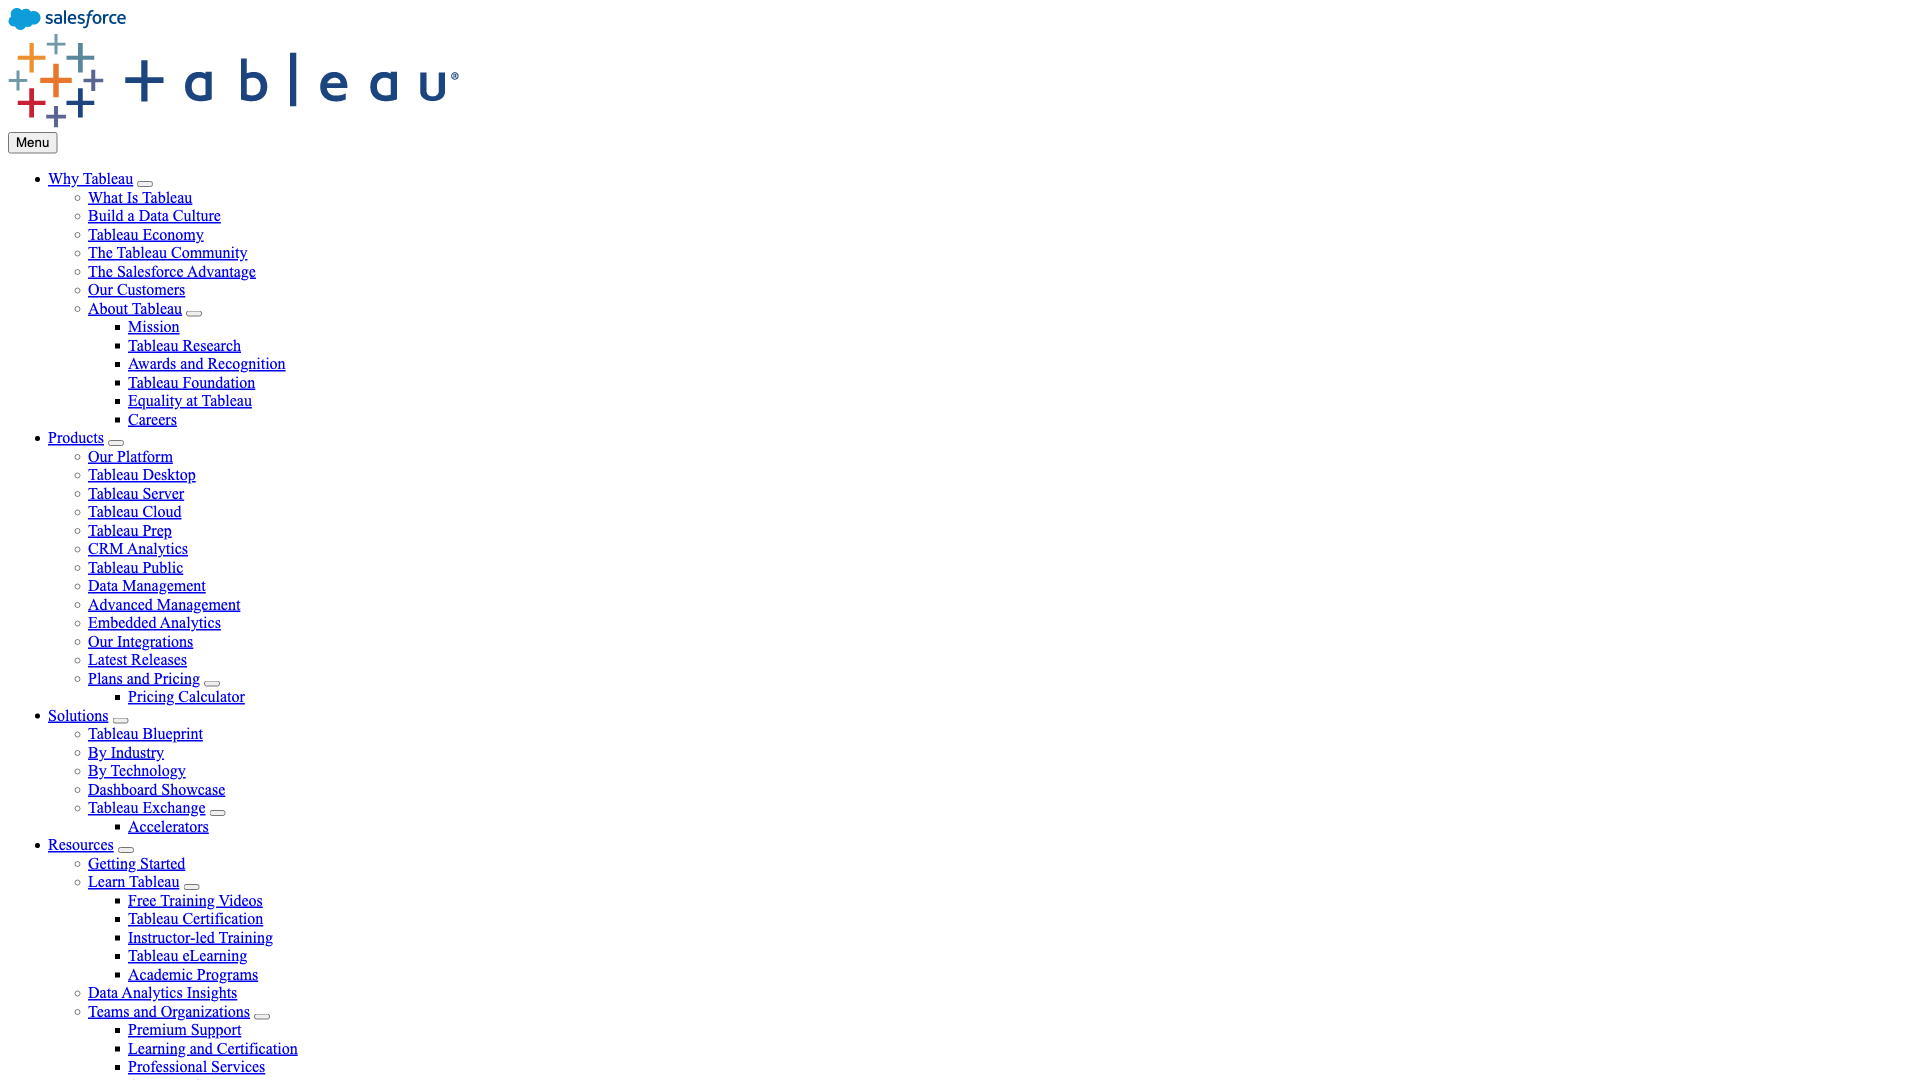 salesforce
+ableau®
Menu
Why Tableau
What Is Tableau
Build a Data Culture
Tableau Economy
The Tableau Community
The Salesforce Advantage
Our Customers
About Tableau
Mission
Tableau Research
Awards and Recognition
Tableau Foundation
Equality at Tableau
Careers
Products
Our Platform
Tableau Desktop
Tableau Server
Tableau Cloud
Tableau Prep
CRM Analytics
Tableau Public
Data Management
Advanced Management
Embedded Analytics
Our Integrations
Latest Releases
Plans and Pricing
Pricing Calculator
Solutions
Tableau Blueprint
By Industry
By Technology
Dashboard Showcase
Tableau Exchange
Accelerators
Resources
Getting Started
Learn Tableau
Free Training Videos
Tableau Certification
Instructor-led Training
Tableau eLearning
Academic Programs
Data Analytics Insights
Teams and Organizations
Premium Support
Learning and Certification
Professional Services